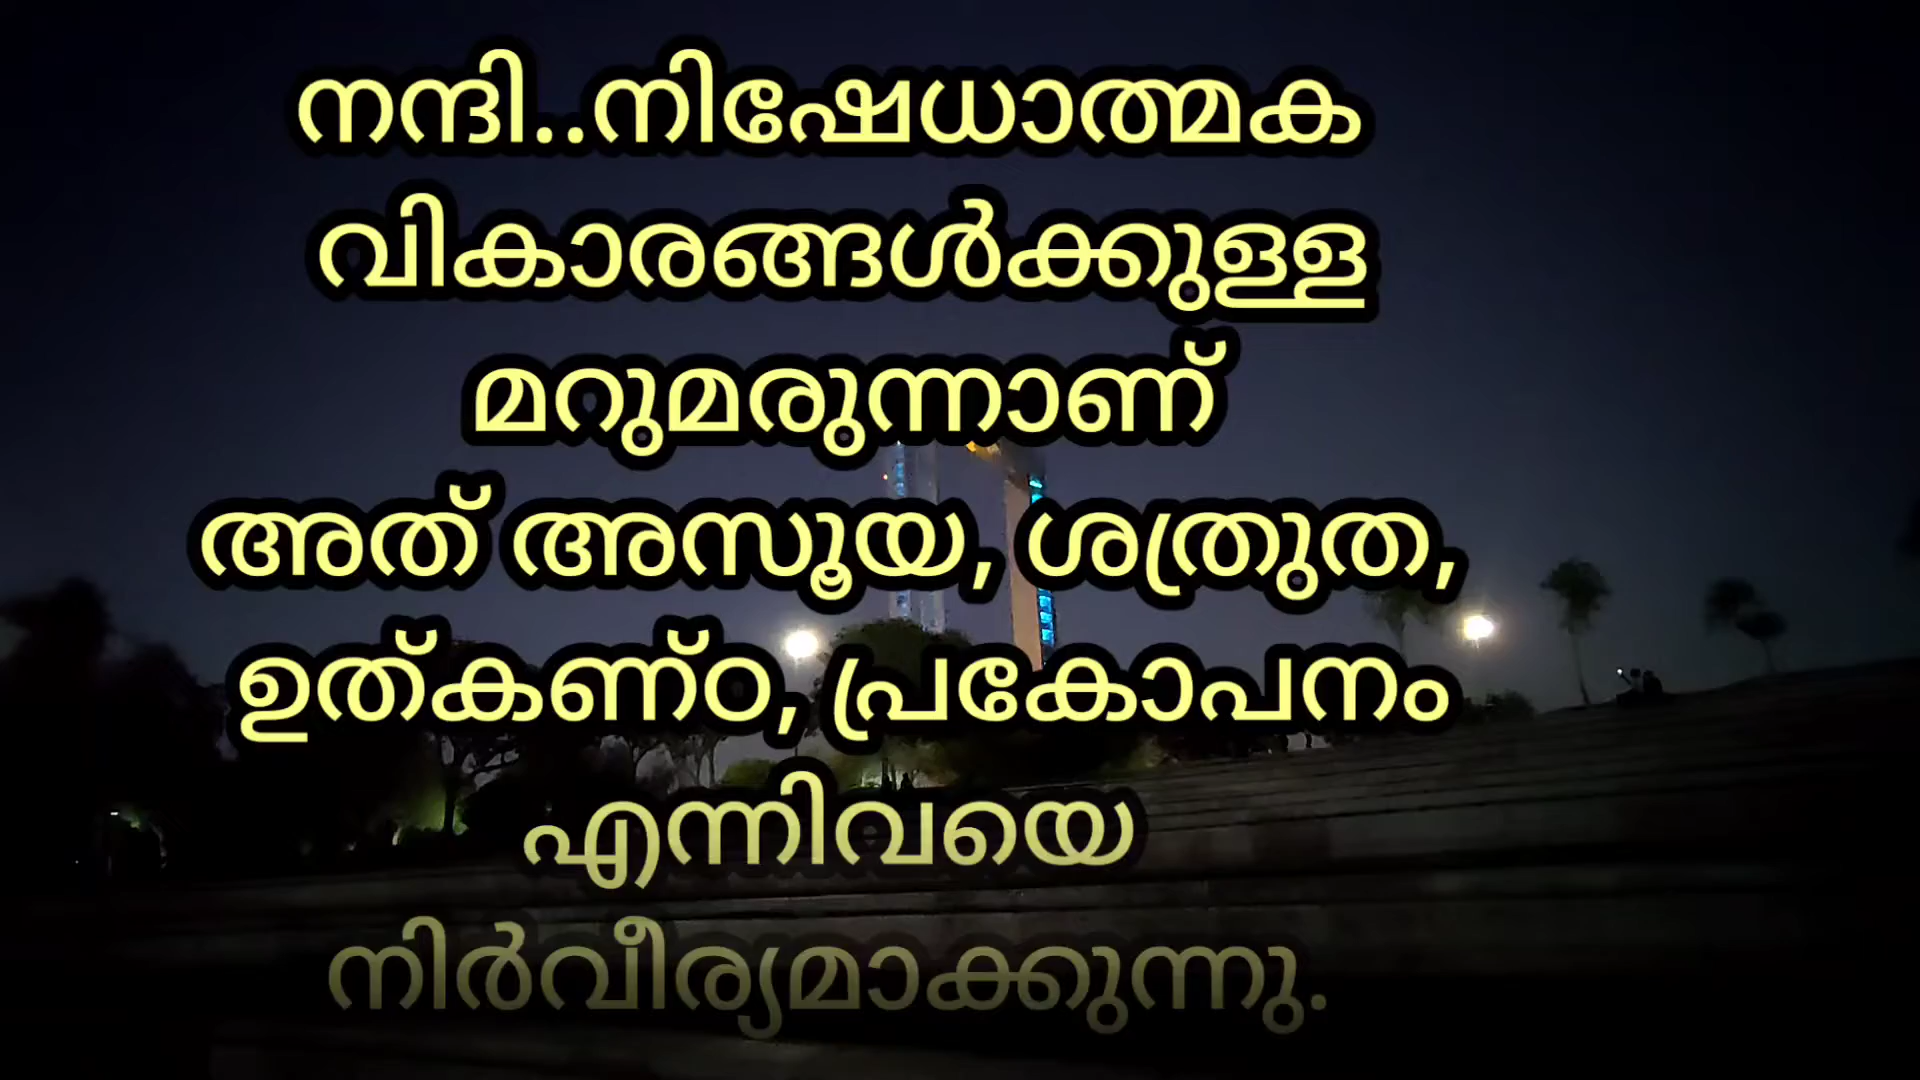 നന്ദി..നിഷേധാത്മക
വികാരങ്ങൾക്കുള്ള
മറുമരുന്നാണ്
അത് അസൂയ, ശത്രുത,
ഉത്കണ്ഠ, പ്രകോപനം
എന്നിവയെ
നിർവീര്യമാക്കുന്നു.